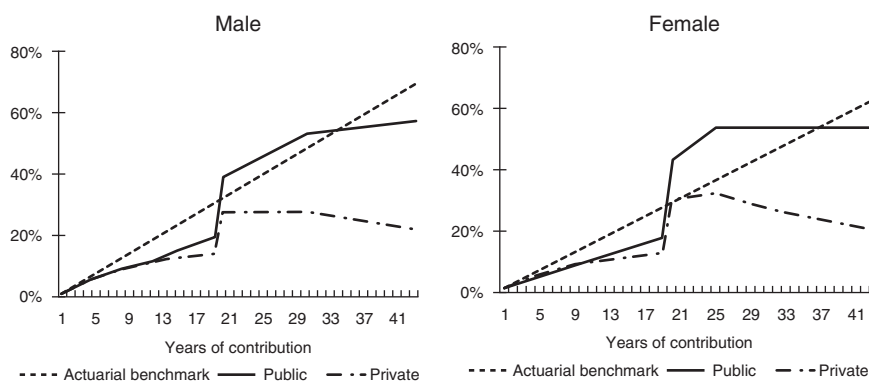 Male
80%
60%
40%
20%
0%
1 5 9 13 17 21 25 29 33 37 41
Years of contribution
Actuarial benchmark Public Private
Female
80%
60%
40%
20%
0%
1 5 9 13 17 21 25 29 33 37 41
Years of contribution
Actuarial benchmark Public Private